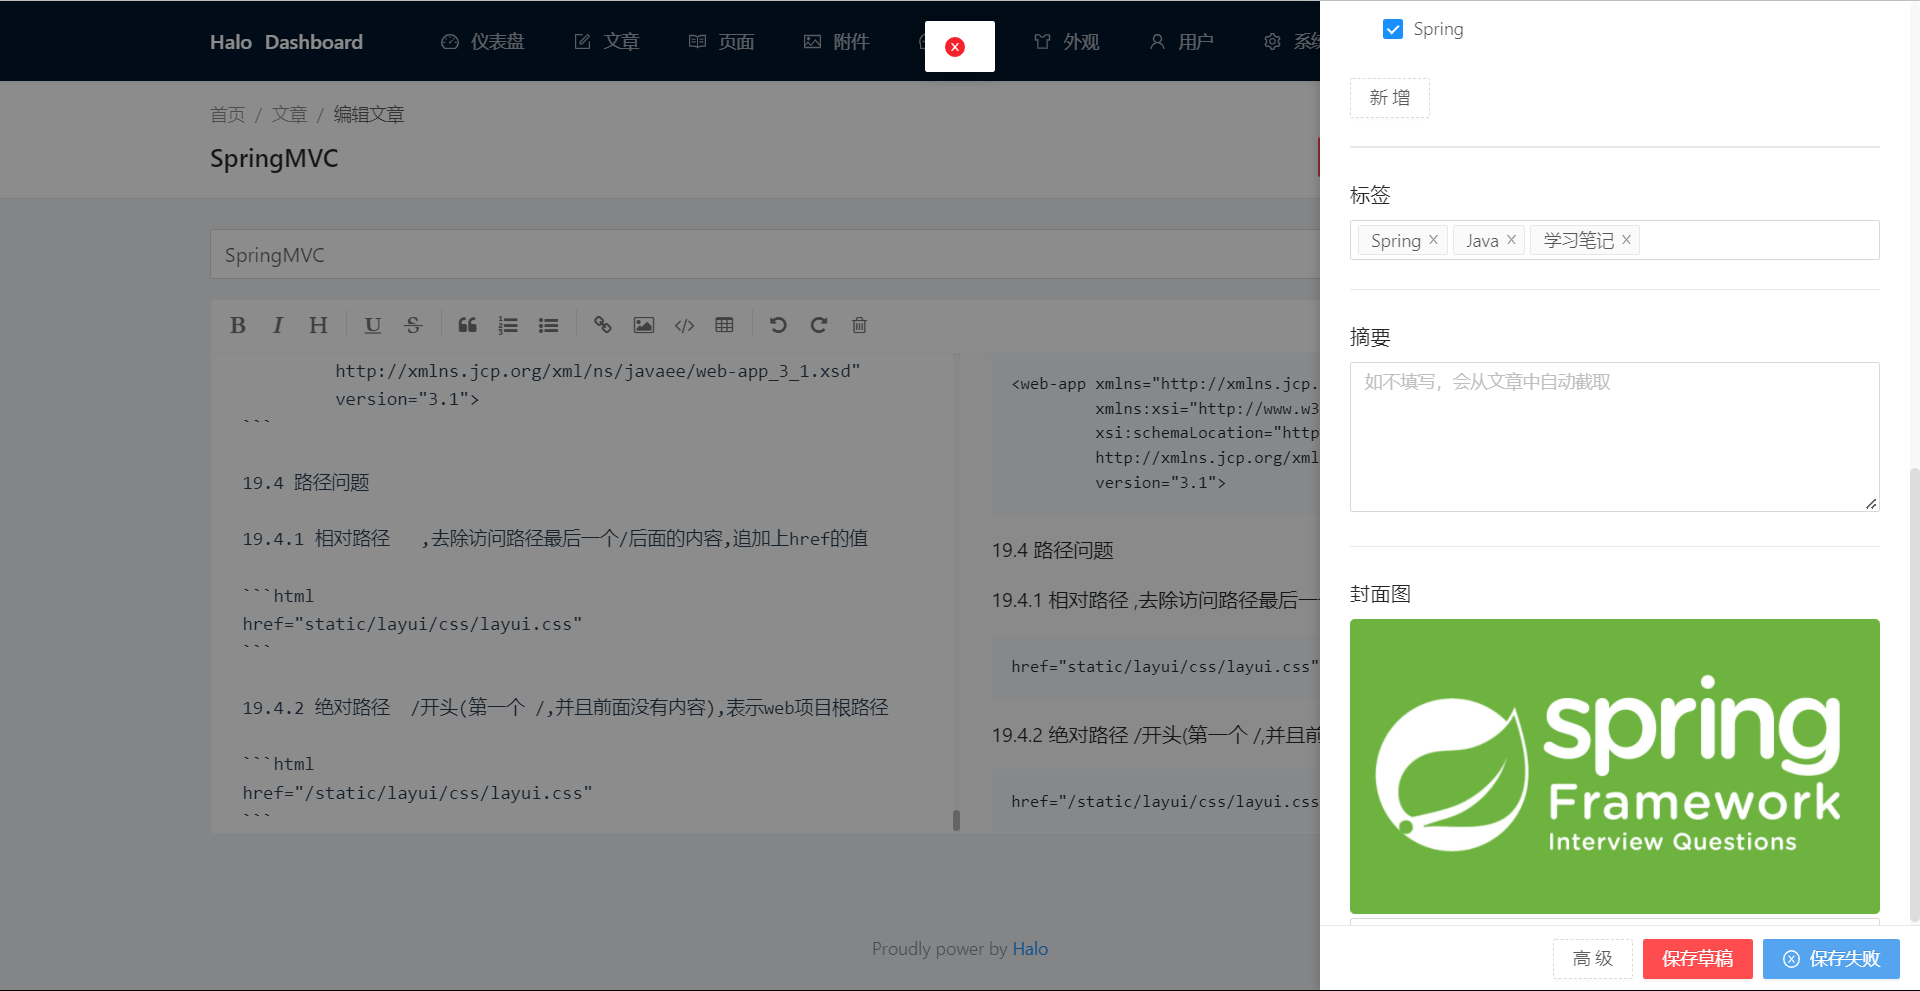 Halo Dashboard
仪表盘
文章
页面
附件
外观
用户
系统
首页 / 文章 / 编辑文章
SpringMVC
SpringMVC
B I H U S
http://xmlns.jcp.org/xml/ns/javaee/web-app_3_1.xsd"
version="3.1">
```
19.4 路径问题
19.4.1 相对路径 ,去除访问路径最后一个/后面的内容,追加上href的值
```html
href="static/layui/css/layui.css"
```
19.4.2 绝对路径 /开头(第一个 /,并且前面没有内容),表示web项目根路径
```html
href="/static/layui/css/layui.css"
```
<web-app xmlns="http://xmlns.jcp.
xmlns:xsi="http://www.w3
xsi:schemaLocation="http
http://xmlns.jcp.org/xml
version="3.1">
19.4 路径问题
19.4.1 相对路径 ,去除访问路径最后一
href="static/layui/css/layui.css"
19.4.2 绝对路径 /开头(第一个 /,并且前
href="/static/layui/css/layui.css
Proudly power by Halo
Spring
新 增
标签
Spring × Java × 学习笔记 ×
摘要
如不填写，会从文章中自动截取
封面图
spring
Framework
Interview Questions
高 级
保存草稿
保存失败